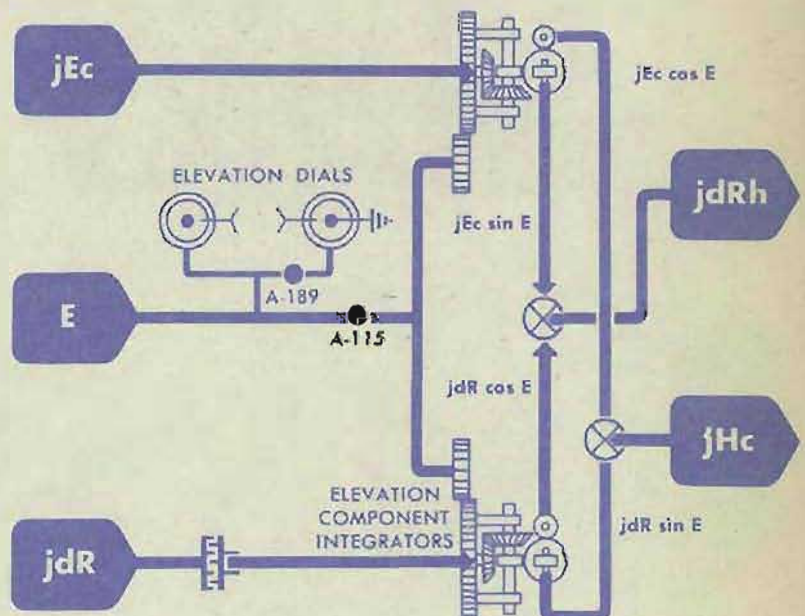 jEc
jEc cos E
ELEVATION DIALS
jdRh
jEc sin E
A-189
E
A-115
jdR cos E
jHc
ELEVATION
COMPONENT
INTEGRATORS
jdR sin E
jdR